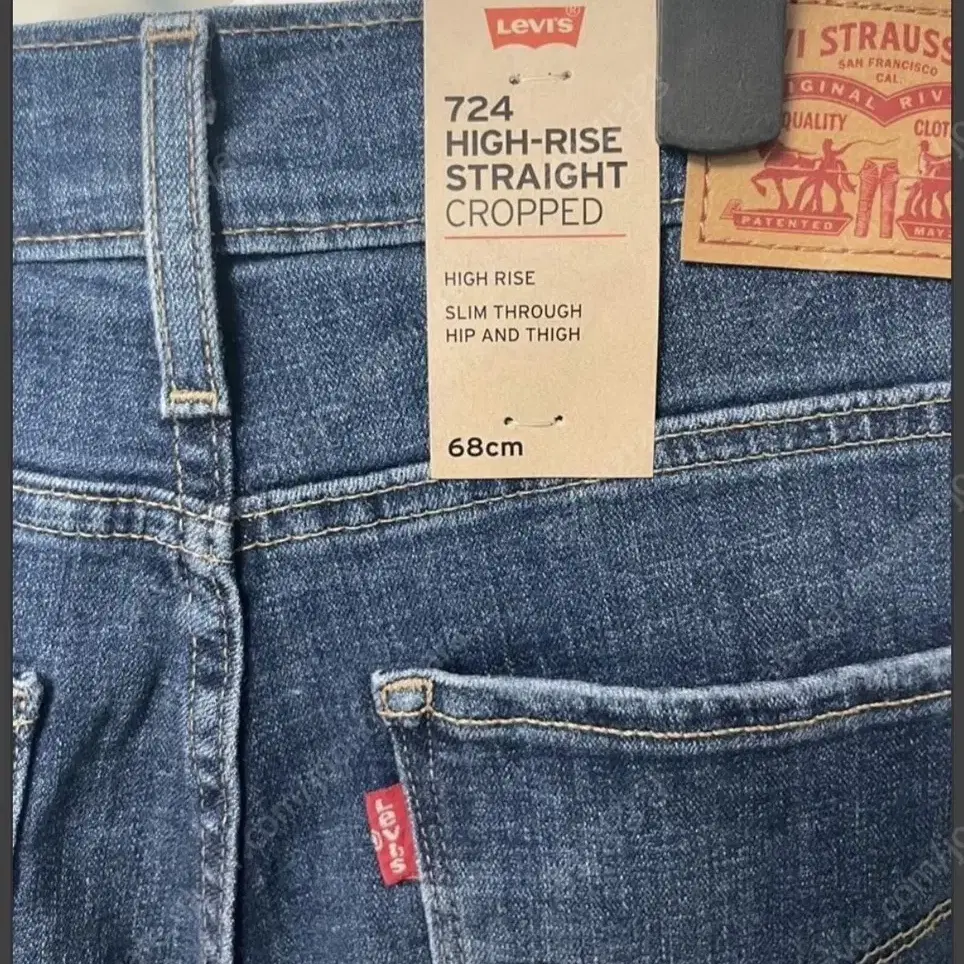 LEVI'S®
724
HIGH-RISE
STRAIGHT
CROPPED
HIGH RISE
SLIM THROUGH
HIP AND THIGH
68cm
VI STRAUSS
SAN FRANCISCO
CAL.
GINAL RIV
QUALITY CLOT
PATENTED MAY
LEVI'S
®